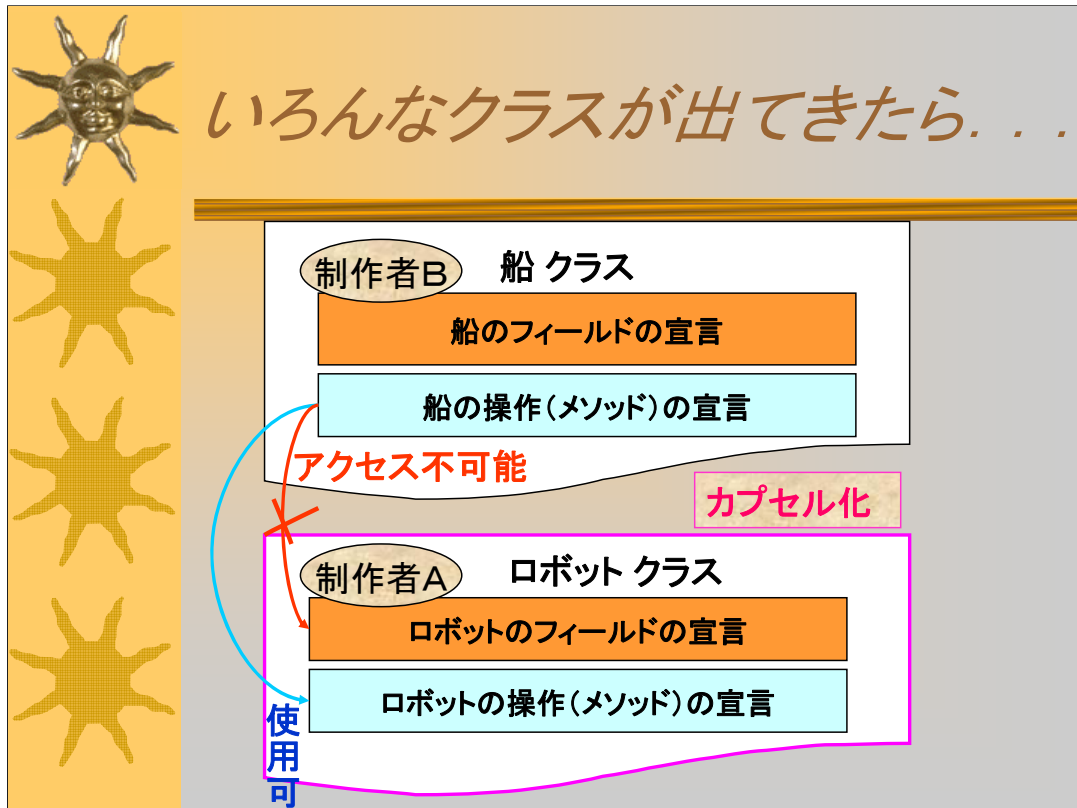 いろんなクラスが出てきたら...
制作者B
船 クラス
船のフィールドの宣言
船の操作(メソッド)の宣言
アクセス不可能
カプセル化
制作者A
ロボット クラス
ロボットのフィールドの宣言
ロボットの操作(メソッド)の宣言
使用可